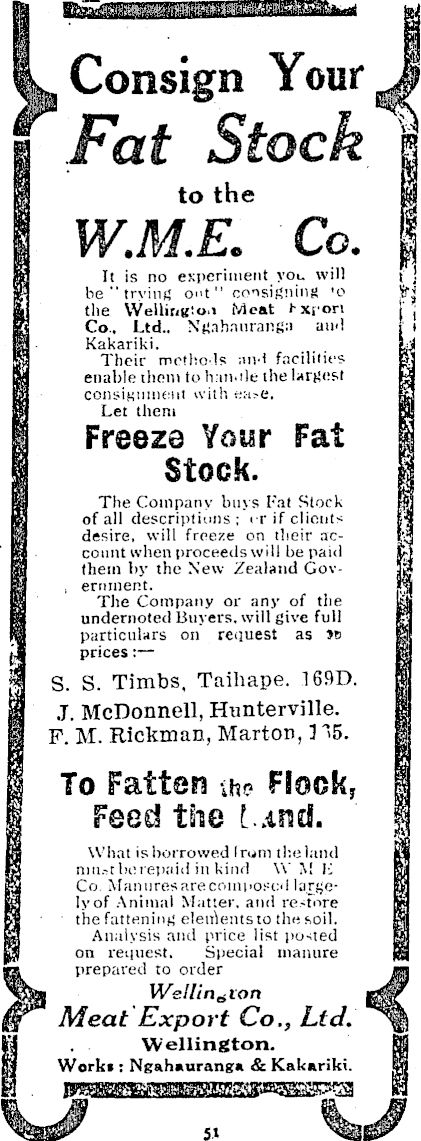 Consign Your
Fat Stock
to the
W.M.E. Co.
It is no experiment you will
be "trying out" consigning to
the Wellington Meat Export
Co., Ltd., Ngahauranga and
Kakariki.
Their methods and facilities
enable them to handle the largest
consignment with ease.
Let them
Freeze Your Fat
Stock.
The Company buys Fat Stock
of all descriptions; or if clients
desire, will freeze on their ac-
count when proceeds will be paid
them by the New Zealand Gov-
ernment.
The Company or any of the
undernoted Buyers, will give full
particulars on request as to
prices:—
S. S. Timbs, Taihape. 169D.
J. McDonnell, Hunterville.
F. M. Rickman, Marton,
To Fatten the Flock,
Feed the Land.
What is borrowed from the land
must be repaid in kind W M E
Co. Manures are composed large-
ly of Animal Matter, and restore
the fattening elements to the soil.
Analysis and price list posted
on request. Special manure
prepared to order
Wellington
Meat Export Co., Ltd.
Wellington.
Works: Ngahauranga & Kakariki.
51